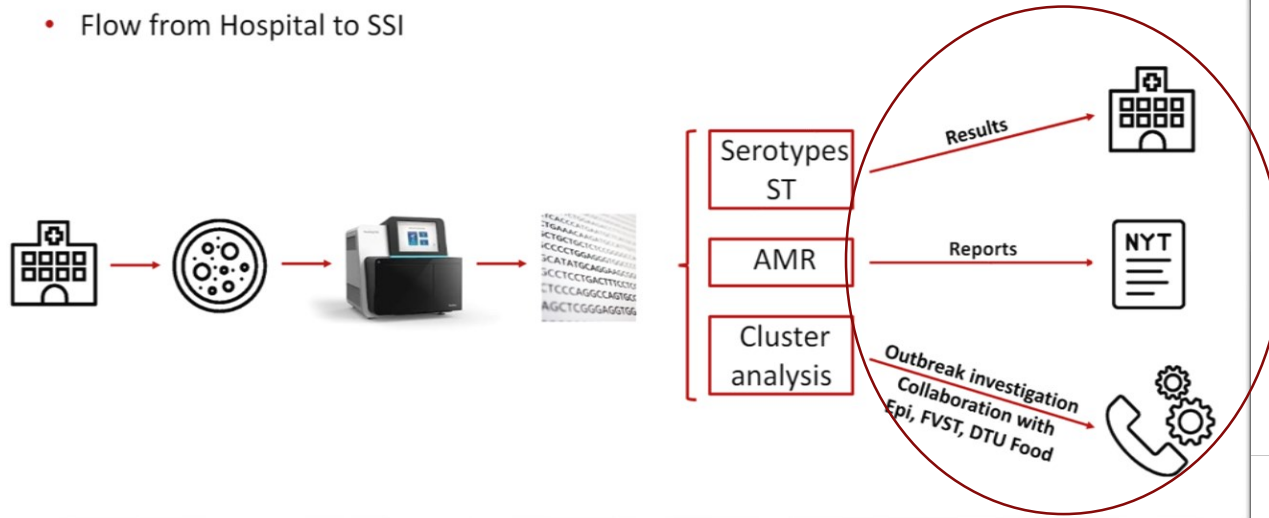 • Flow from Hospital to SSI
Serotypes
ST
AMR
Cluster
analysis
Results
Reports
Outbreak investigation
Collaboration with
Epi, FVST, DTU Food
NYT